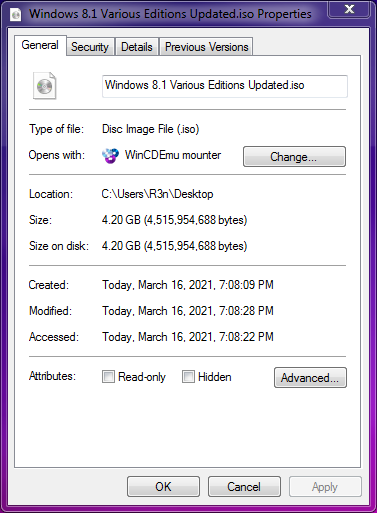 Windows 8.1 Various Editions Updated.iso Properties
General Security Details Previous Versions
Windows 8.1 Various Editions Updated.iso
Type of file: Disc Image File (.iso)
Opens with: WinCDEmu mounter Change...
Location: C:\Users\R3n\Desktop
Size: 4.20 GB (4,515,954,688 bytes)
Size on disk: 4.20 GB (4,515,954,688 bytes)
Created: Today, March 16, 2021, 7:08:09 PM
Modified: Today, March 16, 2021, 7:08:28 PM
Accessed: Today, March 16, 2021, 7:08:22 PM
Attributes: Read-only Hidden Advanced...
OK Cancel Apply